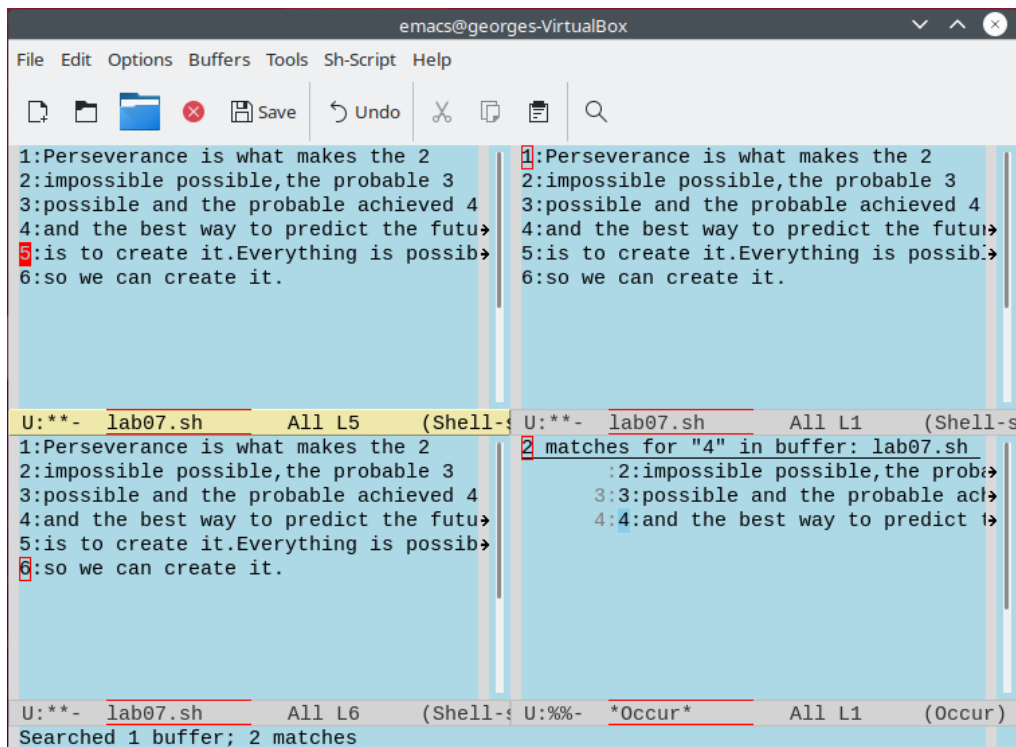 emacs@georges-VirtualBox
File Edit Options Buffers Tools Sh-Script Help
Save Undo
1:Perseverance is what makes the 2
2:impossible possible,the probable 3
3:possible and the probable achieved 4
4:and the best way to predict the futu
5:is to create it.Everything is possib
6:so we can create it.
U:**- lab07.sh All L5 (Shell-s
1:Perseverance is what makes the 2
2:impossible possible,the probable 3
3:possible and the probable achieved 4
4:and the best way to predict the futur
5:is to create it.Everything is possibl
6:so we can create it.
U:** lab07.sh All L1 (Shell-s
1:Perseverance is what makes the 2
2:impossible possible,the probable 3
3:possible and the probable achieved 4
4:and the best way to predict the futu
5:is to create it.Everything is possib
6:so we can create it.
U:**- lab07.sh All L6 (Shell-s
2 matches for "4" in buffer: lab07.sh
:2:impossible possible,the proba
3:3:possible and the probable ach
4:4:and the best way to predict t
U:%%- *Occur* All L1 (Occur)
Searched 1 buffer; 2 matches